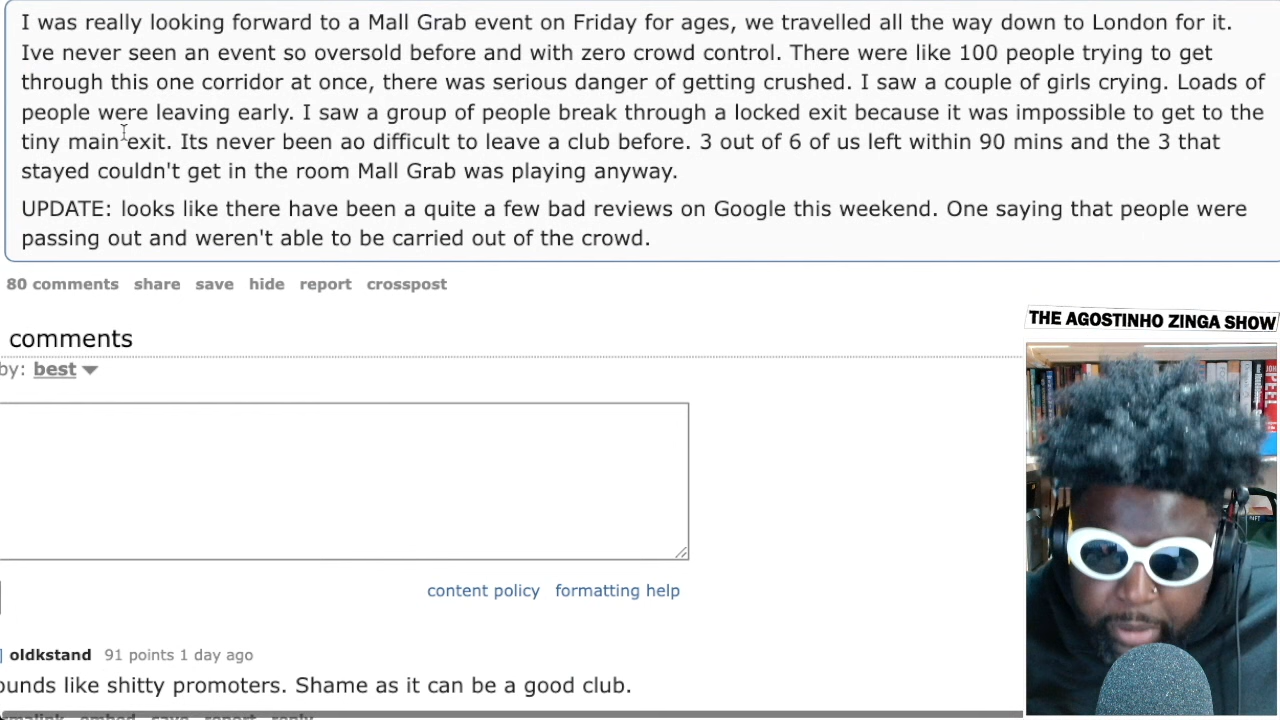 I was really looking forward to a Mall Grab event on Friday for ages, we travelled all the way down to London for it.
Ive never seen an event so oversold before and with zero crowd control. There were like 100 people trying to get
through this one corridor at once, there was serious danger of getting crushed. I saw a couple of girls crying. Loads of
people were leaving early. I saw a group of people break through a locked exit because it was impossible to get to the
tiny main exit. Its never been ao difficult to leave a club before. 3 out of 6 of us left within 90 mins and the 3 that
stayed couldn't get in the room Mall Grab was playing anyway.
UPDATE: looks like there have been a quite a few bad reviews on Google this weekend. One saying that people were
passing out and weren't able to be carried out of the crowd.
80 comments share save hide report crosspost
comments
by: best
content policy formatting help
oldkstand 91 points 1 day ago
ounds like shitty promoters. Shame as it can be a good club.
THE AGOSTINHO ZINGA SHOW
PEEL